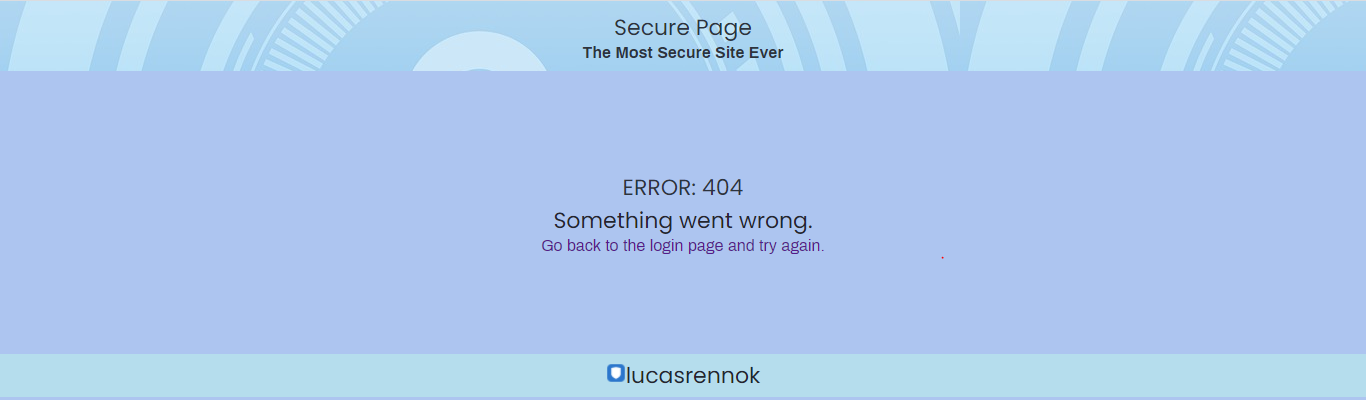 Secure Page
The Most Secure Site Ever
ERROR: 404
Something went wrong.
Go back to the login page and try again.
lucasrennok